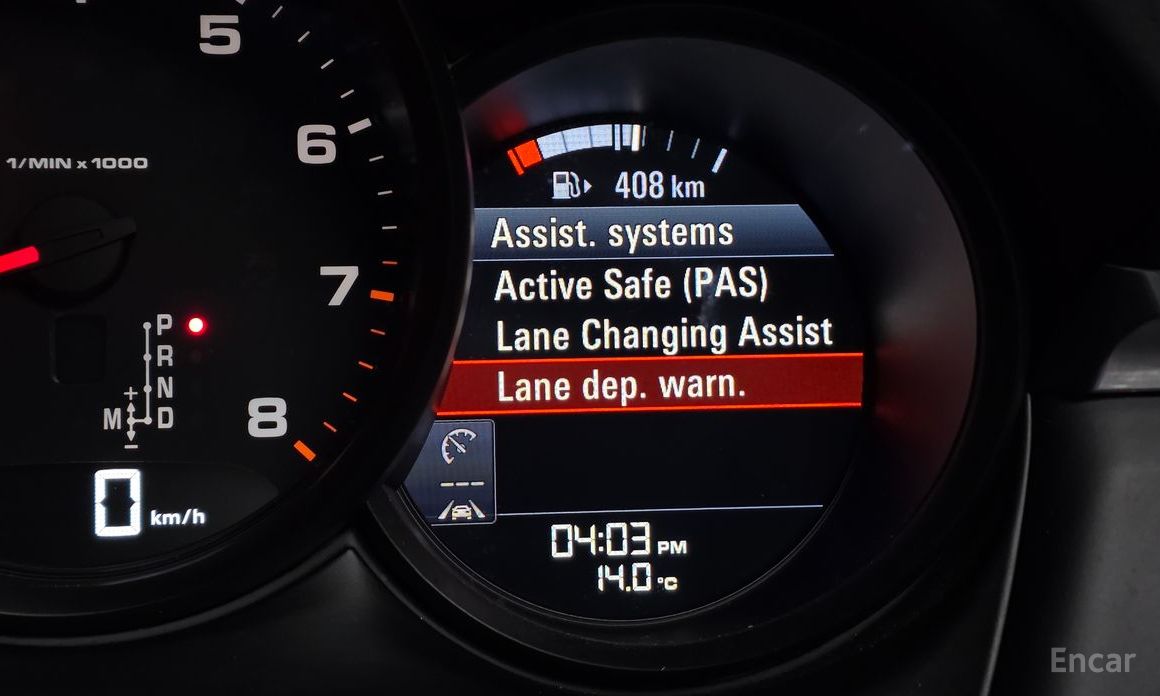 5
6
1/MIN x 1000
7
8
P
R
N
M D
+
−
0 km/h
408 km
Assist. systems
Active Safe (PAS)
Lane Changing Assist
Lane dep. warn.
---
04:03 PM
14.0 °C
Encar